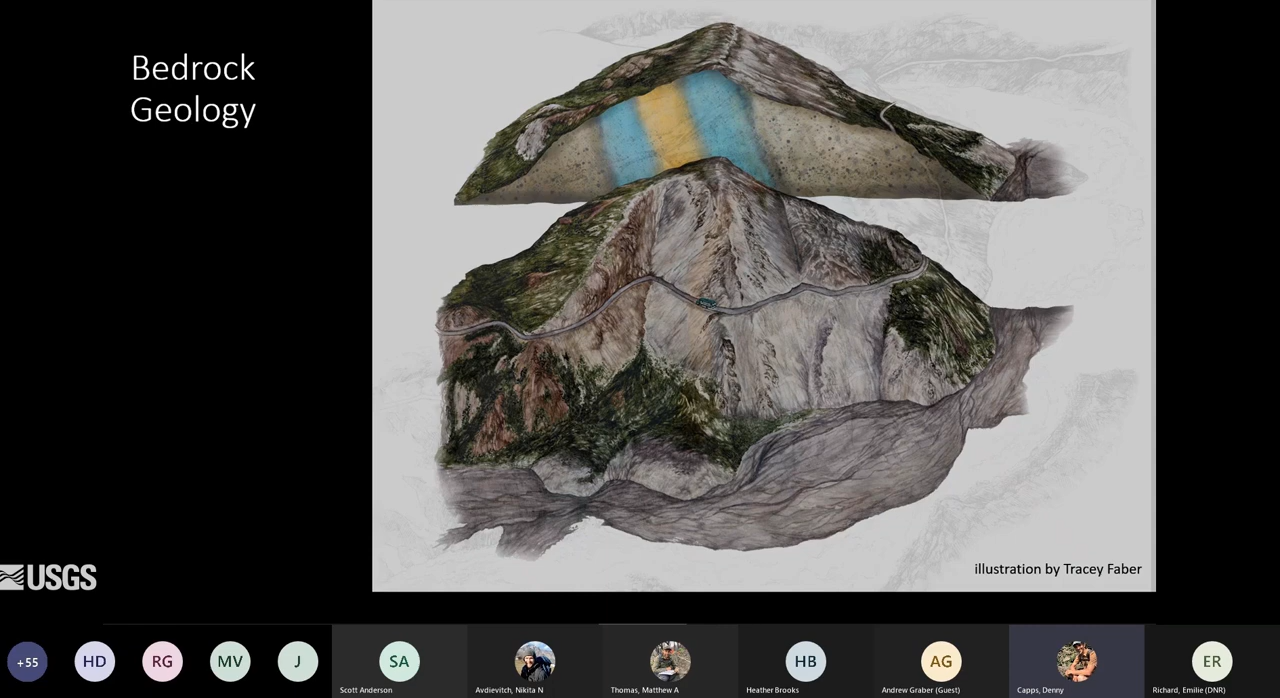 Bedrock
Geology
illustration by Tracey Faber
USGS
+55
HD
RG
MV
J
SA
HB
AG
ER
Scott Anderson
Avdievitch, Nikita N
Thomas, Matthew A
Heather Brooks
Andrew Graber (Guest)
Capps, Denny
Richard, Emilie (DNR)